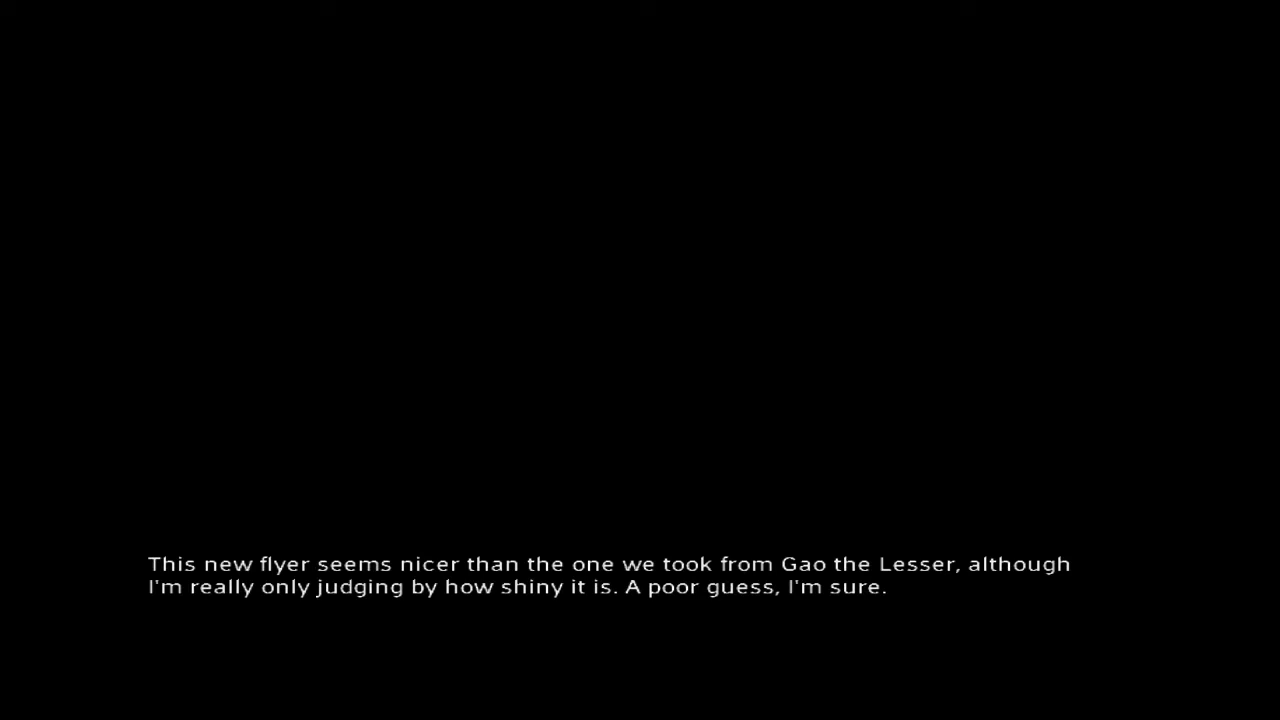 This new flyer seems nicer than the one we took from Gao the Lesser, although
I'm really only judging by how shiny it is. A poor guess, I'm sure.